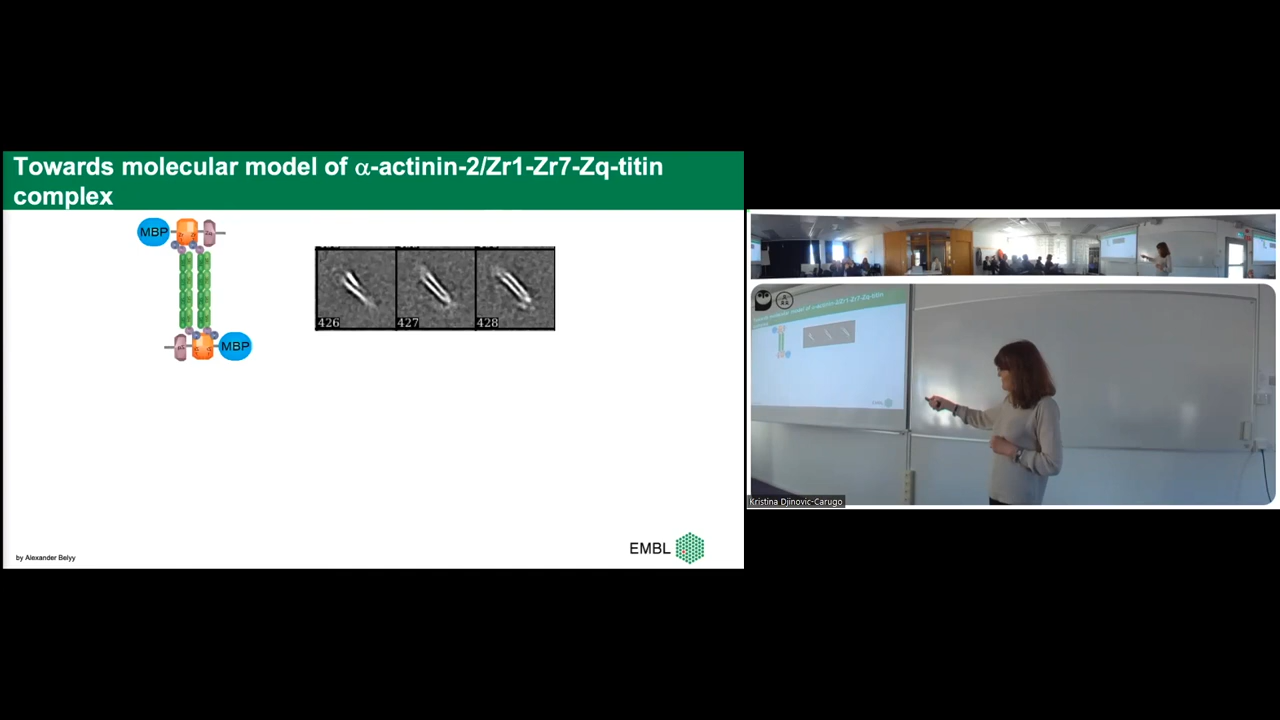 Towards molecular model of α-actinin-2/Zr1-Zr7-Zq-titin
complex
MBP
MBP
426
427
428
by Alexander Belyy
EMBL
Kristina Djinovic-Carugo